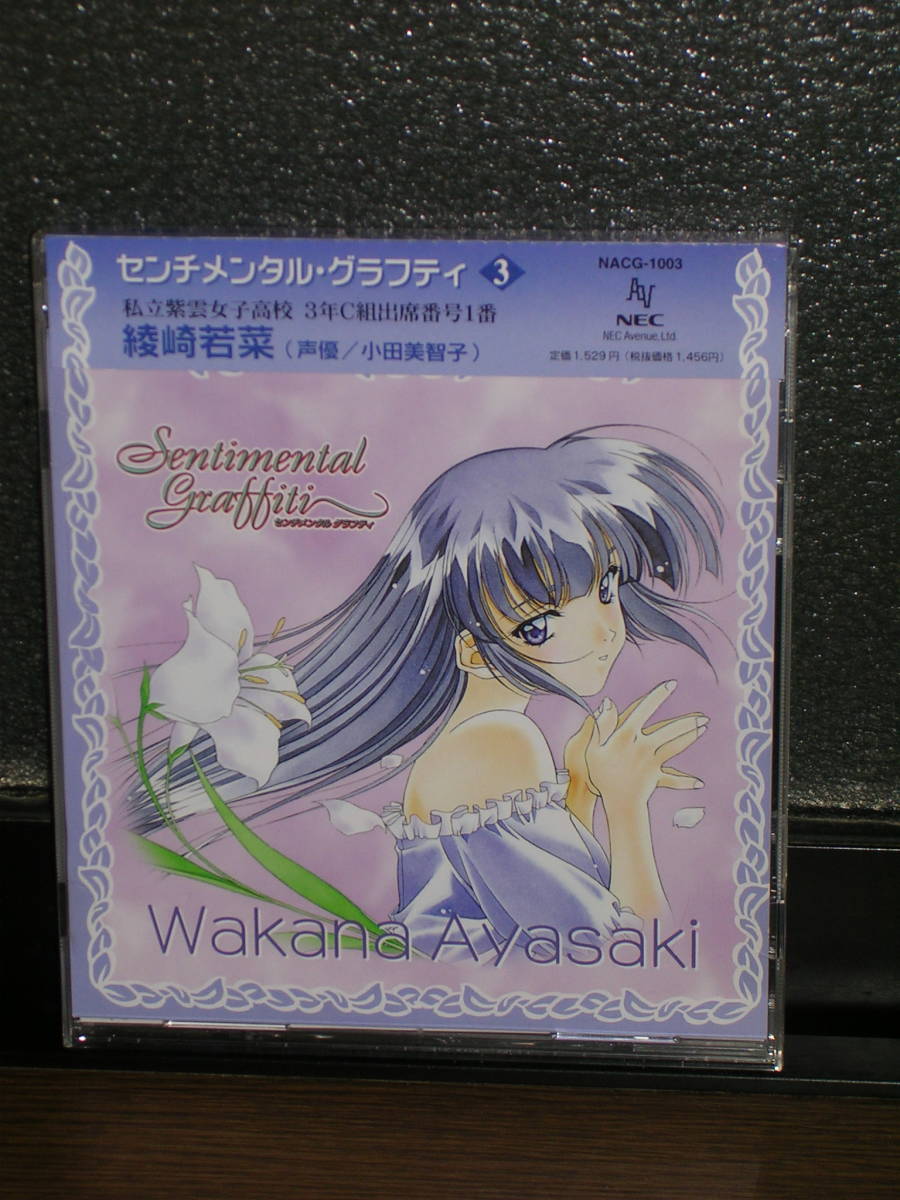 センチメンタル・グラフティ 3
私立紫雲女子高校 3年C組出席番号1番
綾崎若菜(声優/小田美智子)
NACG-1003
AV
NEC
NEC Avenue, Ltd.
定価1,529円(税抜価格1,456円)
Sentimental
Graffiti
センチメンタル グラフティ
Wakana Ayasaki